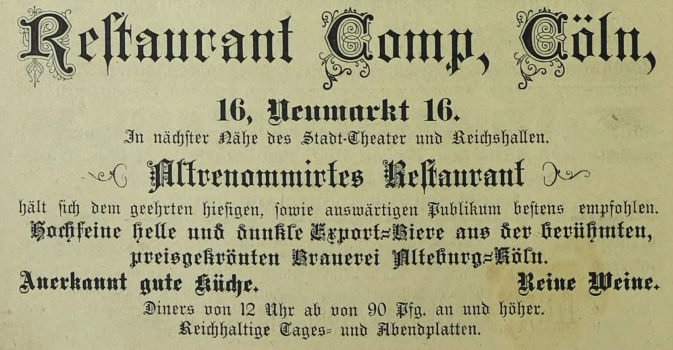 Restaurant Comp, Cöln,
16, Neumarkt 16.
In nächster Nähe des Stadt-Theater und Reichshallen.
Altrenommirtes Restaurant
hält sich dem geehrten hiesigen, sowie auswärtigen Publikum bestens empfohlen.
Hochfeine helle und dunkle Export-Biere aus der berühmten,
preisgekrönten Brauerei Alteburg-Köln.
Anerkannt gute Küche. Reine Weine.
Diners von 12 Uhr ab von 90 Pfg. an und höher.
Reichhaltige Tages- und Abendplatten.